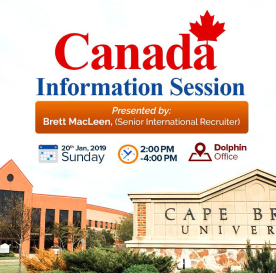 Canada
Information Session
Presented by:
Brett MacLeen, (Senior International Recruiter)
20th Jan, 2019
Sunday
2:00 PM
-4:00 PM
Dolphin
Office
CAPE BR
UNIVER